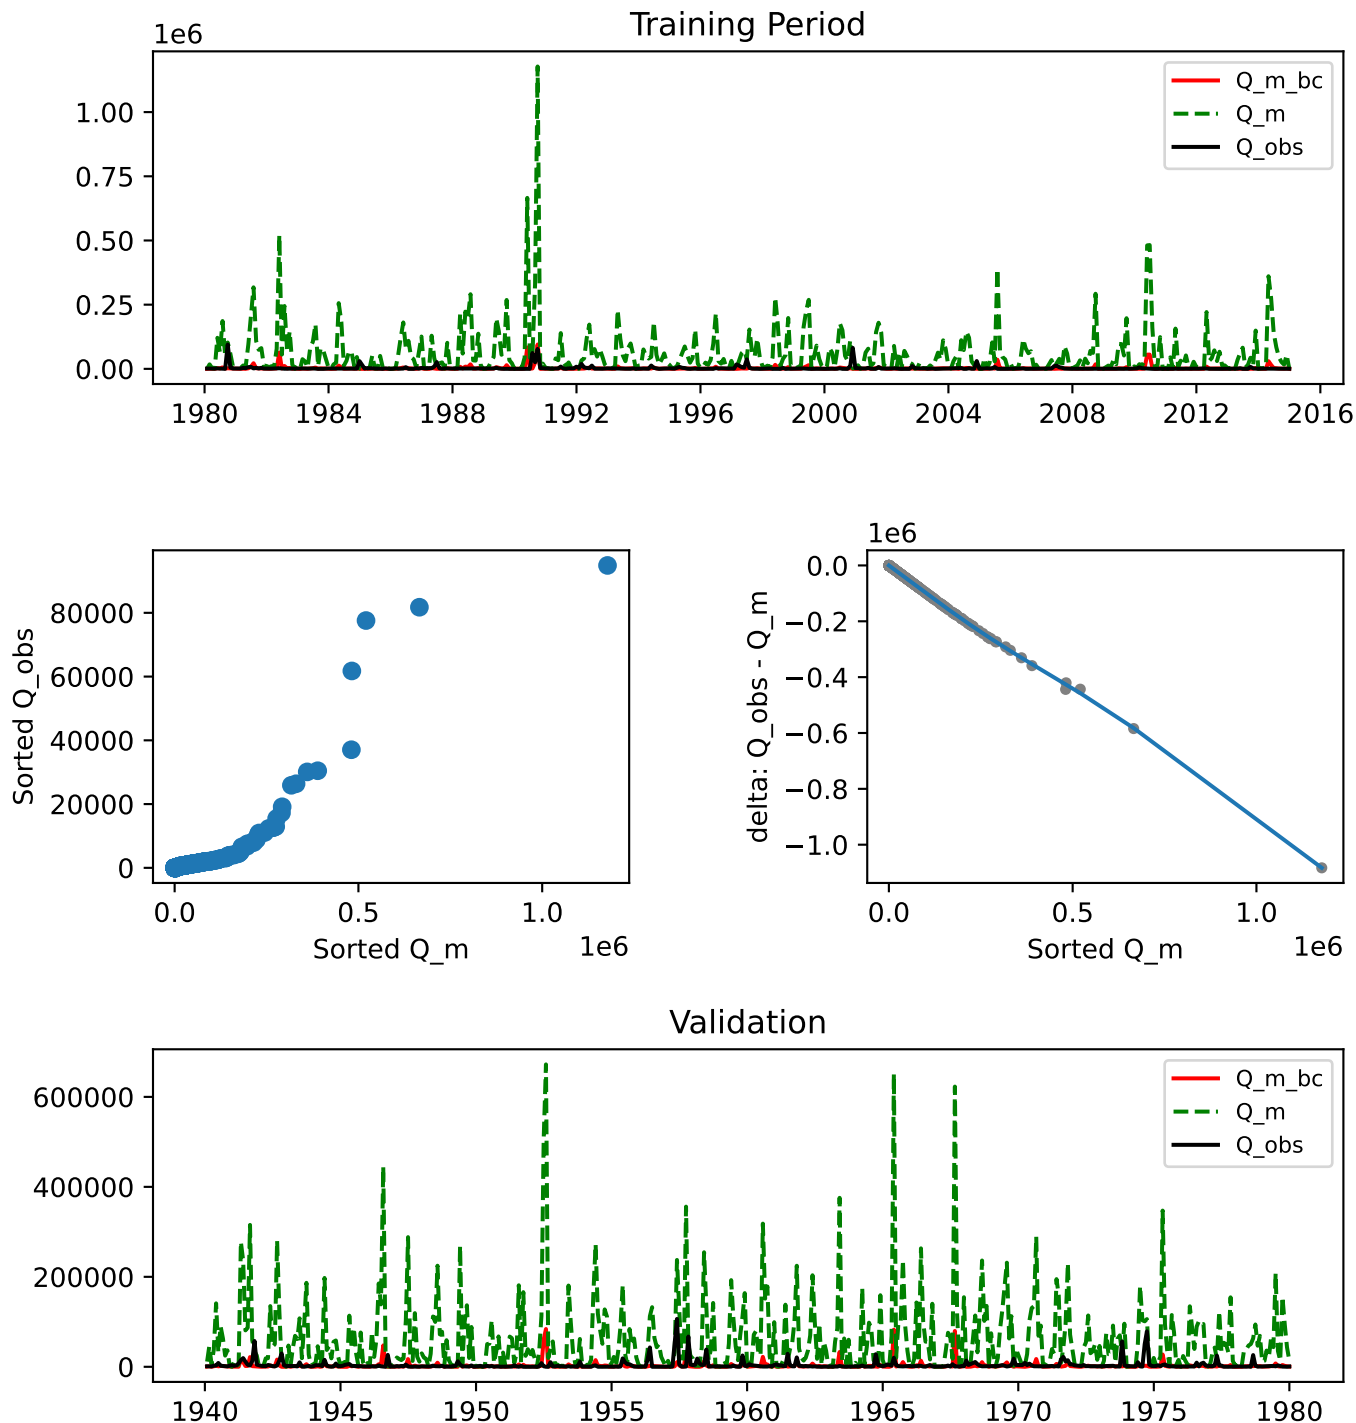 Training Period
1e6
1.00
0.75
0.50
0.25
0.00
Q_m_bc
Q_m
Q_obs
1980 1984 1988 1992 1996 2000 2004 2008 2012 2016
Sorted Q_obs
80000
60000
40000
20000
0
0.0 0.5 1.0
Sorted Q_m
1e6
1e6
delta: Q_obs - Q_m
0.0
−0.2
−0.4
−0.6
−0.8
−1.0
0.0 0.5 1.0
Sorted Q_m
1e6
Validation
600000
400000
200000
0
Q_m_bc
Q_m
Q_obs
1940 1945 1950 1955 1960 1965 1970 1975 1980